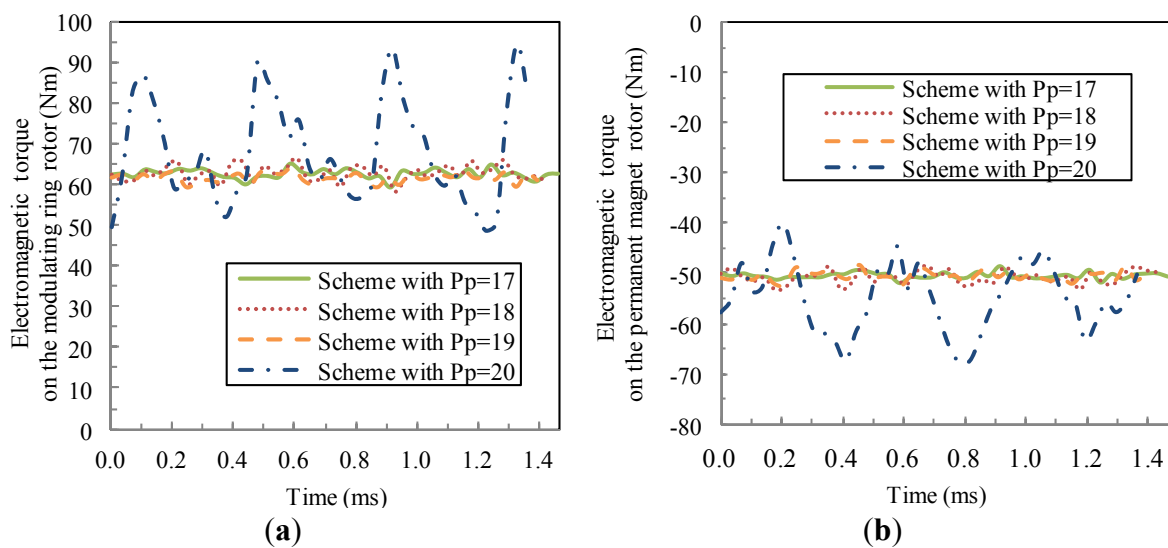 Electromagnetic torque
on the modulating ring rotor (Nm)
100
90
80
70
60
50
40
30
20
10
0
Scheme with Pp=17
Scheme with Pp=18
Scheme with Pp=19
Scheme with Pp=20
0.0 0.2 0.4 0.6 0.8 1.0 1.2 1.4
Time (ms)
(a)
Electromagnetic torque
on the permanent magnet rotor (Nm)
0
-10
-20
-30
-40
-50
-60
-70
-80
Scheme with Pp=17
Scheme with Pp=18
Scheme with Pp=19
Scheme with Pp=20
0.0 0.2 0.4 0.6 0.8 1.0 1.2 1.4
Time (ms)
(b)